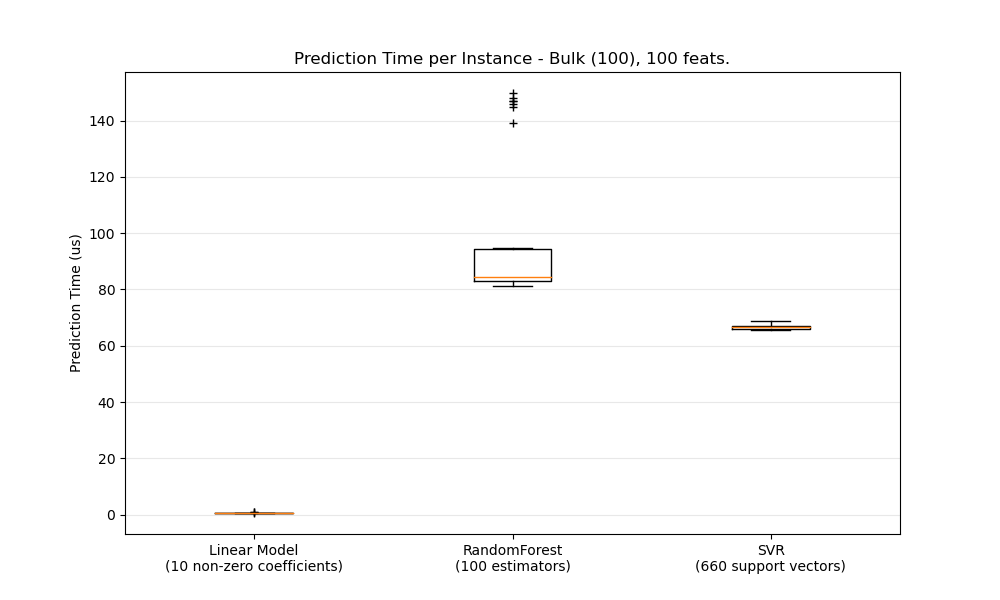 Prediction Time per Instance - Bulk (100), 100 feats.
Prediction Time (us)
140
120
100
80
60
40
20
0
Linear Model
(10 non-zero coefficients)
RandomForest
(100 estimators)
SVR
(660 support vectors)